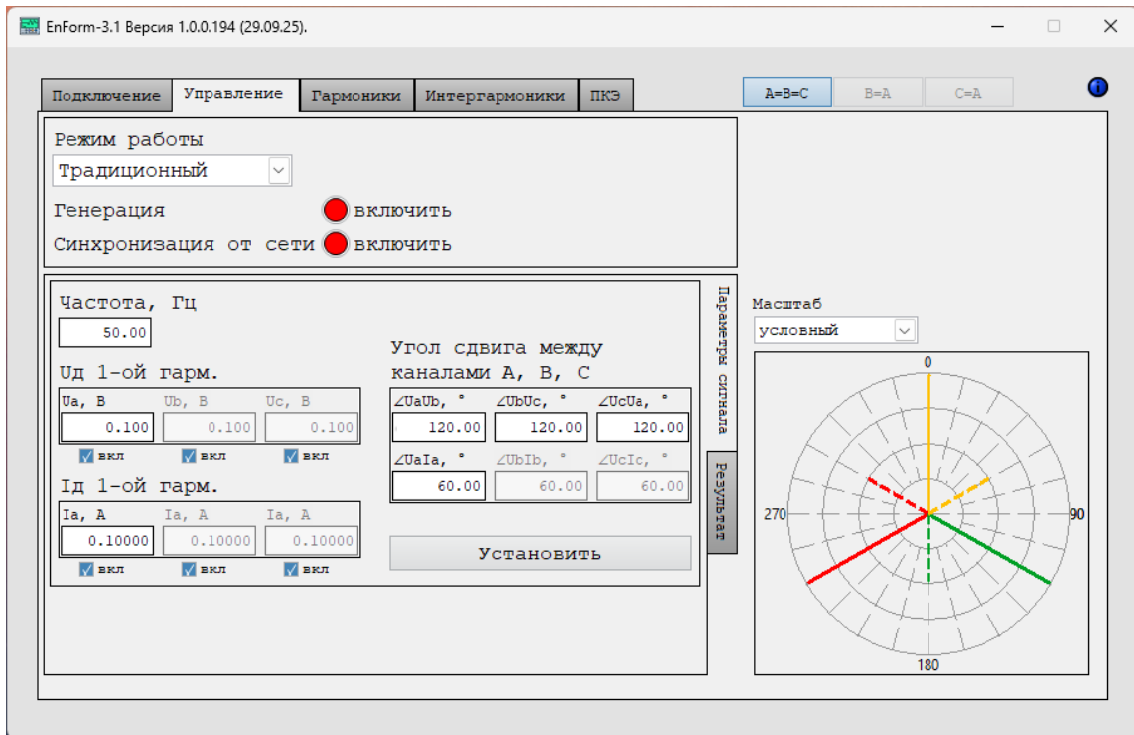 EnForm-3.1 Версия 1.0.0.194 (29.09.25).
Подключение Управление Гармоники Интергармоники ПКЭ A=B=C B=A C=A
Режим работы
Традиционный
Генерация включить
Синхронизация от сети включить
Частота, Гц
50.00
Uд 1-ой гарм.
Ua, В Ub, В Uc, В
0.100 0.100 0.100
вкл вкл вкл
Iд 1-ой гарм.
Ia, А Ia, А Ia, А
0.10000 0.10000 0.10000
вкл вкл вкл
Угол сдвига между
каналами А, В, С
∠UaUb, ° ∠UbUc, ° ∠UcUa, °
120.00 120.00 120.00
∠UaIa, ° ∠UbIb, ° ∠UcIc, °
60.00 60.00 60.00
Установить
Параметры сигнала
Результат
Масштаб
условный
0
270 90
180